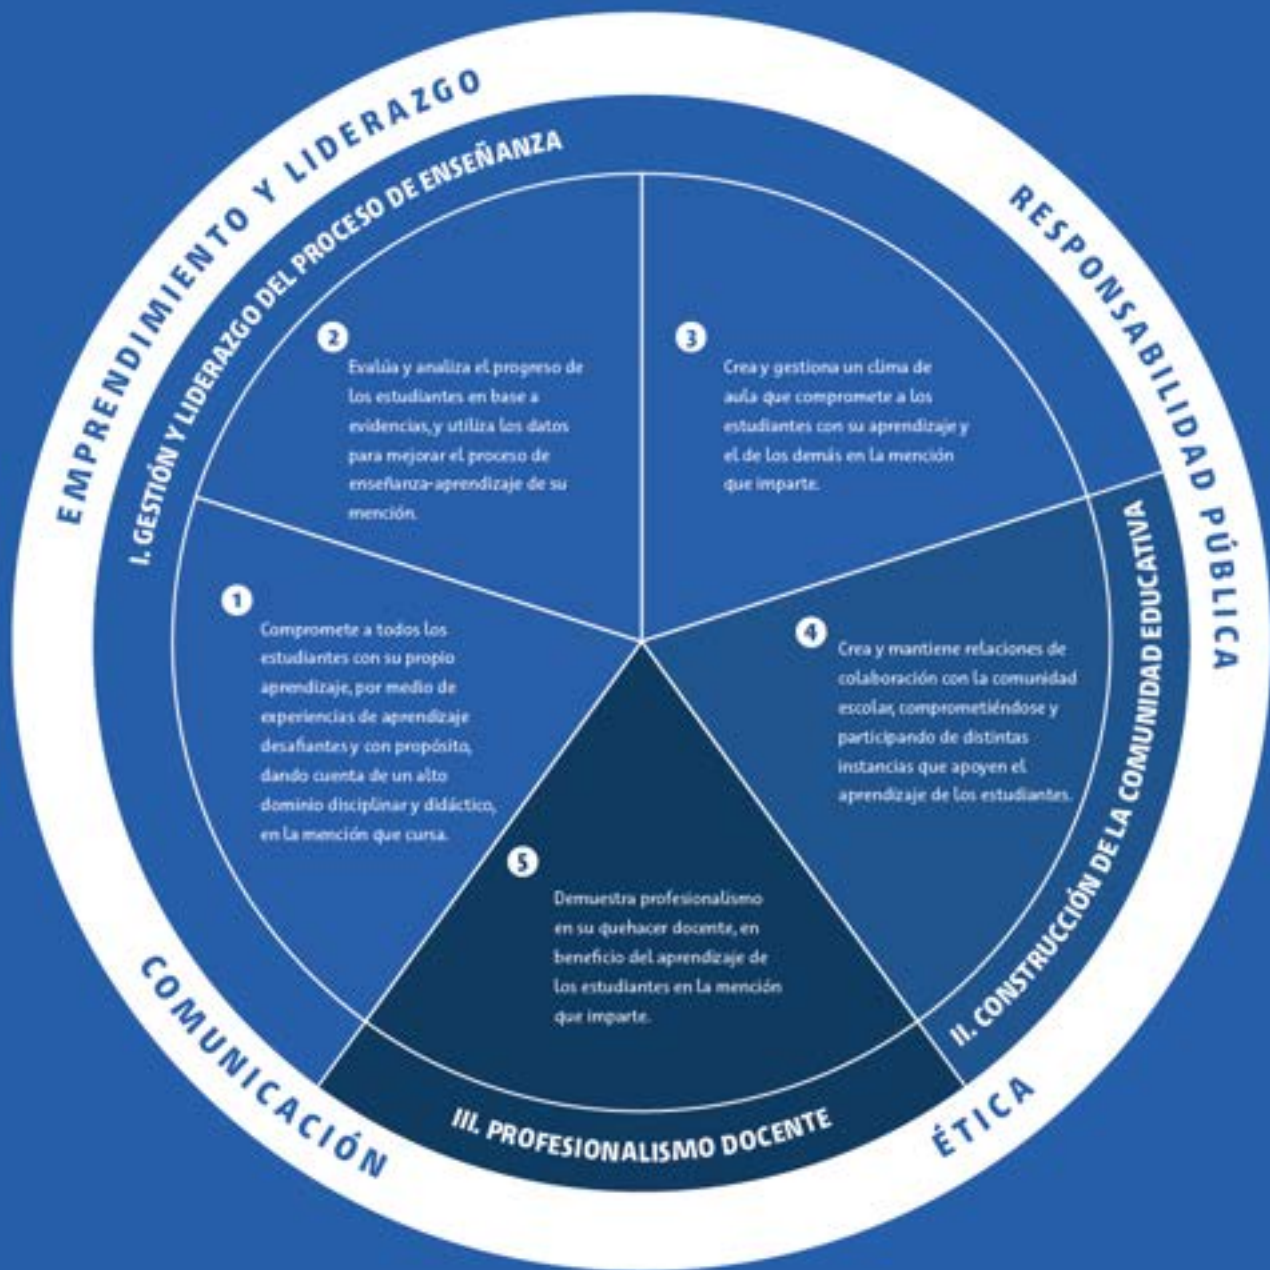 EMPRENDIMIENTO Y LIDERAZGO
RESPONSABILIDAD PÚBLICA
ÉTICA
COMUNICACIÓN
I. GESTIÓN Y LIDERAZGO DEL PROCESO DE ENSEÑANZA
1
Compromete a todos los
estudiantes con su propio
aprendizaje, por medio de
experiencias de aprendizaje
desafiantes y con propósito,
dando cuenta de un alto
dominio disciplinar y didáctico,
en la mención que cursa.
2
Evalúa y analiza el progreso de
los estudiantes en base a
evidencias, y utiliza los datos
para mejorar el proceso de
enseñanza-aprendizaje de su
mención.
3
Crea y gestiona un clima de
aula que compromete a los
estudiantes con su aprendizaje y
el de los demás en la mención
que imparte.
II. CONSTRUCCIÓN DE LA COMUNIDAD EDUCATIVA
4
Crea y mantiene relaciones de
colaboración con la comunidad
escolar, comprometiéndose y
participando de distintas
instancias que apoyen el
aprendizaje de los estudiantes.
III. PROFESIONALISMO DOCENTE
5
Demuestra profesionalismo
en su quehacer docente, en
beneficio del aprendizaje de
los estudiantes en la mención
que imparte.